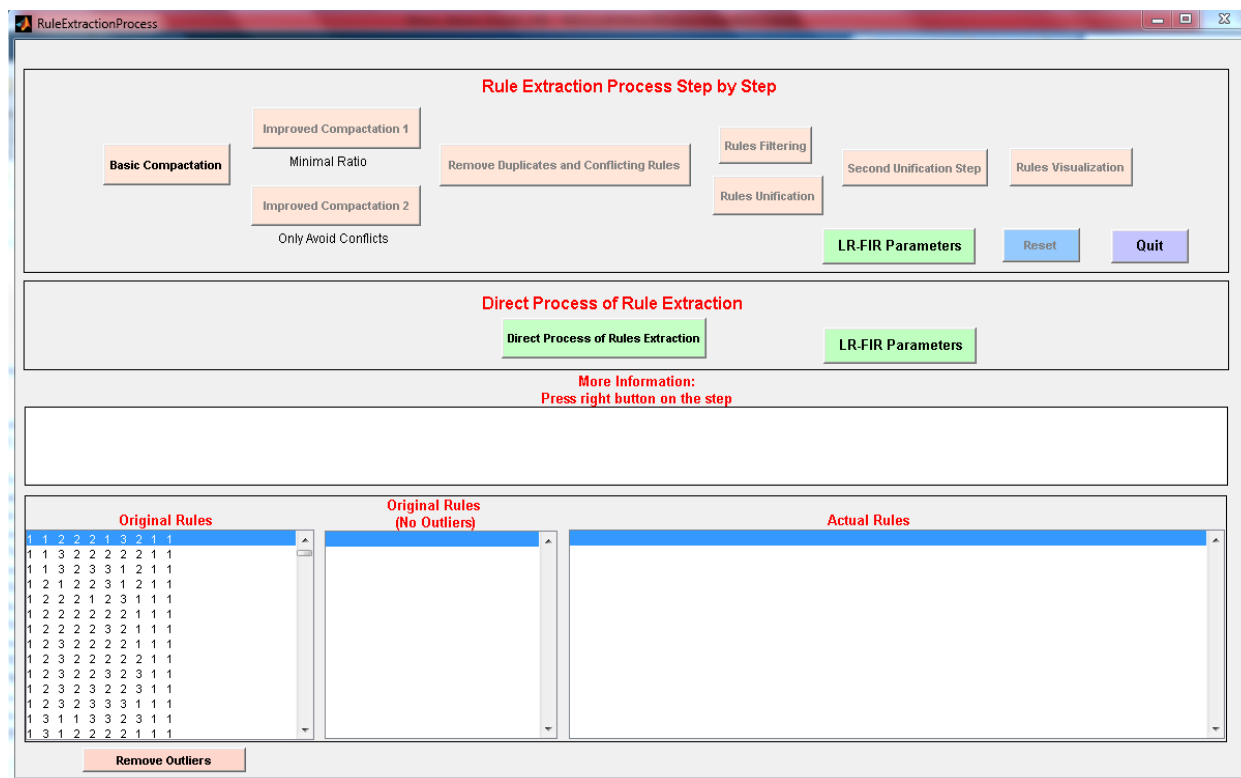 RuleExtractionProcess
Rule Extraction Process Step by Step
Basic Compactation
Improved Compactation 1
Minimal Ratio
Improved Compactation 2
Only Avoid Conflicts
Remove Duplicates and Conflicting Rules
Rules Filtering
Rules Unification
Second Unification Step
Rules Visualization
LR-FIR Parameters
Reset
Quit
Direct Process of Rule Extraction
Direct Process of Rules Extraction
LR-FIR Parameters
More Information:
Press right button on the step
Original Rules
1 1 2 2 2 1 3 2 1 1
1 1 3 2 2 2 2 2 1 1
1 1 3 2 3 3 1 2 1 1
1 2 1 2 2 3 1 2 1 1
1 2 2 2 1 2 3 1 1 1
1 2 2 2 2 2 2 1 1 1
1 2 2 2 2 3 2 1 1 1
1 2 3 2 2 2 2 1 1 1
1 2 3 2 2 2 2 2 1 1
1 2 3 2 2 3 2 3 1 1
1 2 3 2 3 2 2 3 1 1
1 2 3 2 3 3 3 1 1 1
1 3 1 1 3 3 2 3 1 1
1 3 1 2 2 2 2 1 1 1
Original Rules
(No Outliers)
Actual Rules
Remove Outliers